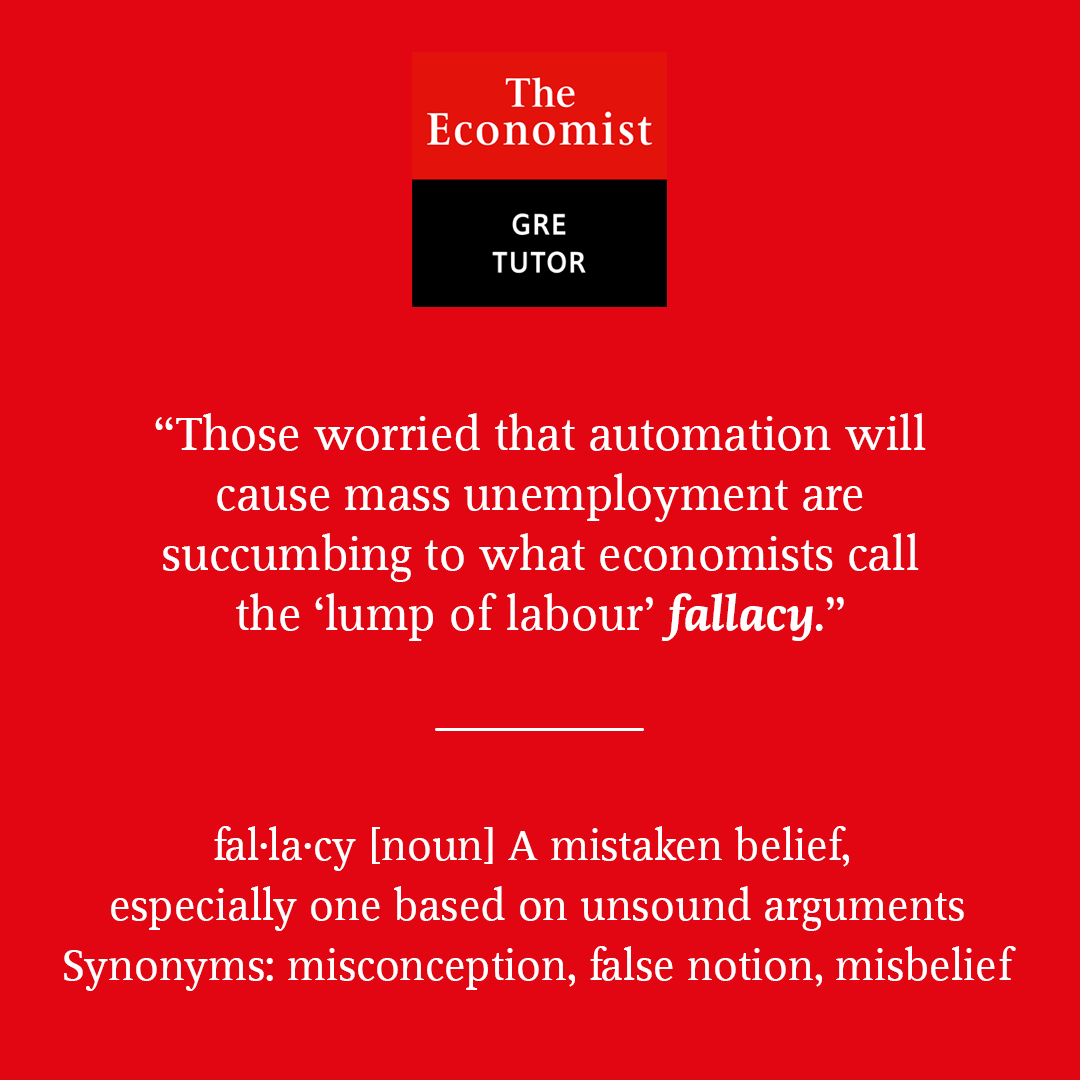 The
Economist
GRE
TUTOR
“Those worried that automation will
cause mass unemployment are
succumbing to what economists call
the ‘lump of labour’ fallacy.”
fal·la·cy [noun] A mistaken belief,
especially one based on unsound arguments
Synonyms: misconception, false notion, misbelief